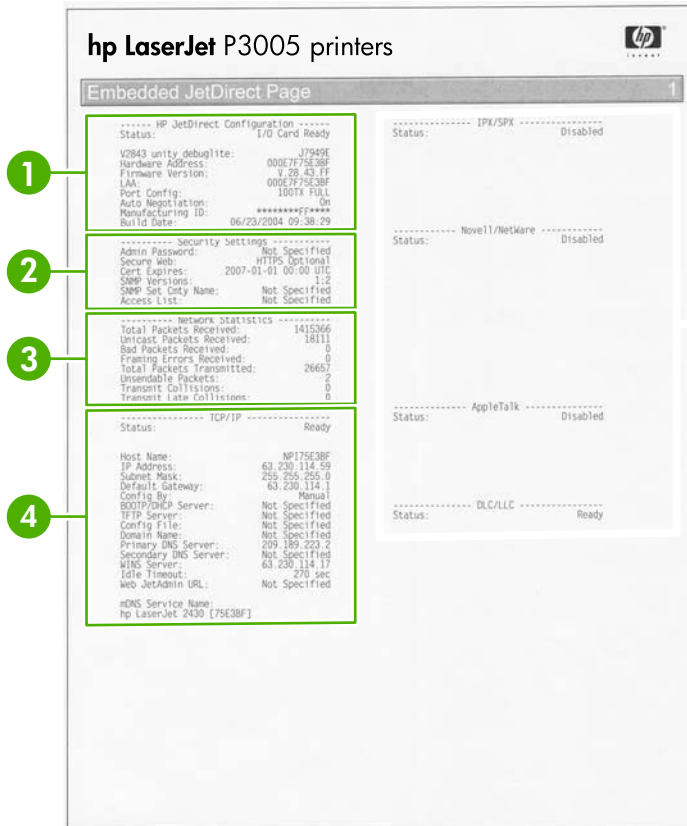 hp LaserJet P3005 printers
hp
invent
Embedded JetDirect Page 1
1
------ HP JetDirect Configuration ------
Status: I/O Card Ready
V2843 unity debuglite: J7949E
Hardware Address: 000E7F75E3BF
Firmware Version: V.28.43.FF
LAA: 000E7F75E3BF
Port Config: 100TX FULL
Auto Negotiation: On
Manufacturing ID: ********FF****
Build Date: 06/23/2004 09:38:29
2
---------- Security Settings -----------
Admin Password: Not Specified
Secure Web: HTTPS Optional
Cert Expires: 2007-01-01 00:00 UTC
SNMP Versions: 1;2
SNMP Set Cmty Name: Not Specified
Access List: Not Specified
3
---------- Network Statistics ----------
Total Packets Received: 1415366
Unicast Packets Received: 18111
Bad Packets Received: 0
Framing Errors Received: 0
Total Packets Transmitted: 26657
Unsendable Packets: 2
Transmit Collisions: 0
Transmit Late Collisions: 0
4
---------------- TCP/IP ----------------
Status: Ready
Host Name: NPI75E3BF
IP Address: 63.230.114.59
Subnet Mask: 255.255.255.0
Default Gateway: 63.230.114.1
Config By: Manual
BOOTP/DHCP Server: Not Specified
TFTP Server: Not Specified
Config File: Not Specified
Domain Name: Not Specified
Primary DNS Server: 209.189.223.2
Secondary DNS Server: Not Specified
WINS Server: 63.230.114.17
Idle Timeout: 270 sec
Web JetAdmin URL: Not Specified
mDNS Service Name:
hp LaserJet 2430 [75E3BF]
--------------- IPX/SPX ----------------
Status: Disabled
------------ Novell/NetWare ------------
Status: Disabled
-------------- AppleTalk ---------------
Status: Disabled
--------------- DLC/LLC ----------------
Status: Ready